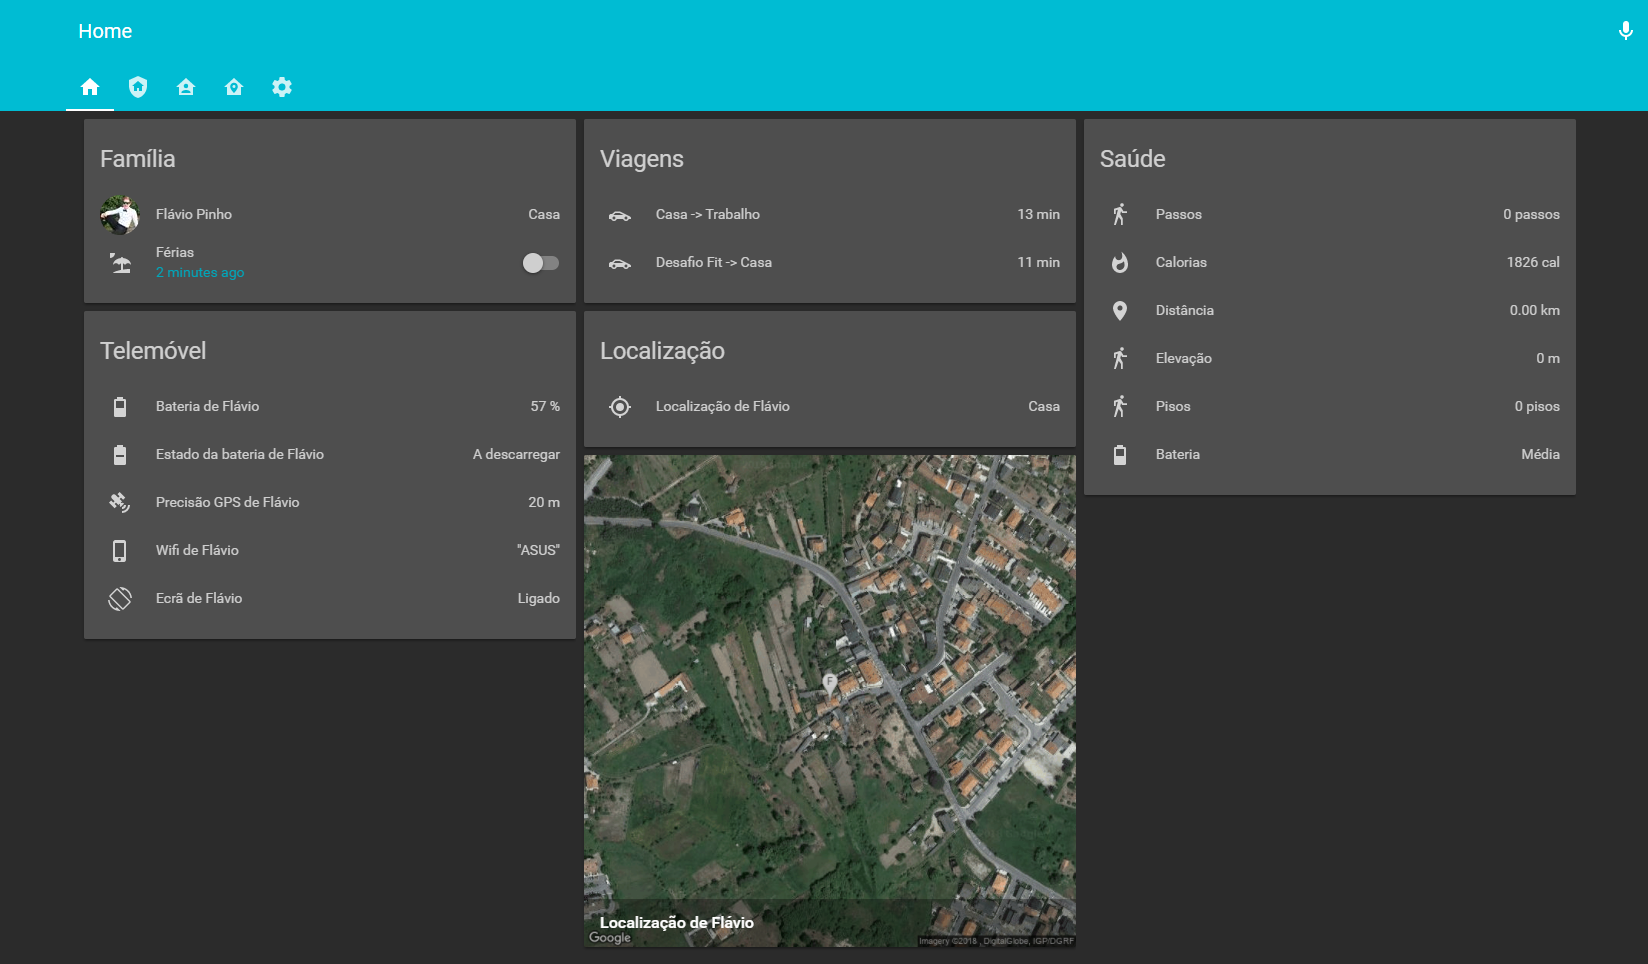 Home
Família
Flávio Pinho
Casa
Férias
2 minutes ago
Telemóvel
Bateria de Flávio
57 %
Estado da bateria de Flávio
A descarregar
Precisão GPS de Flávio
20 m
Wifi de Flávio
"ASUS"
Ecrã de Flávio
Ligado
Viagens
Casa -> Trabalho
13 min
Desafio Fit -> Casa
11 min
Localização
Localização de Flávio
Casa
F
Localização de Flávio
Google
Imagery ©2018 , DigitalGlobe, IGP/DGRF
Saúde
Passos
0 passos
Calorias
1826 cal
Distância
0.00 km
Elevação
0 m
Pisos
0 pisos
Bateria
Média